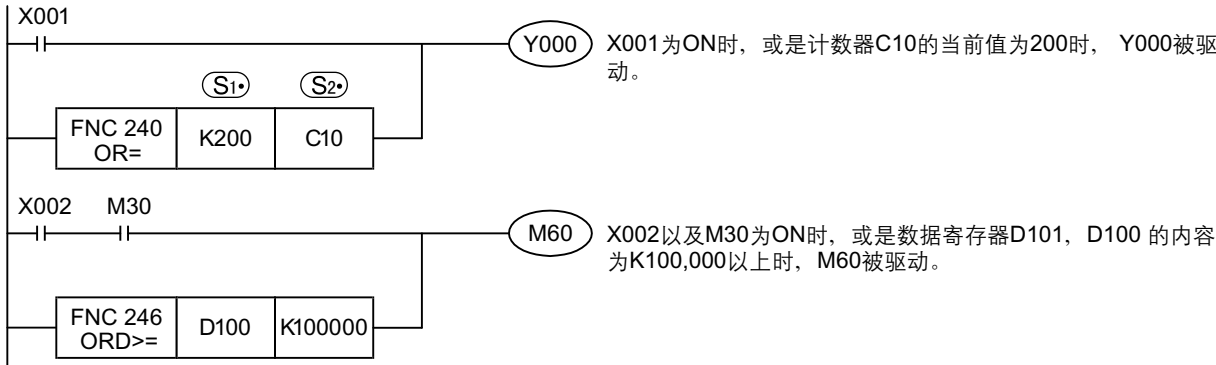 X001
Y000
X001为ON时，或是计数器C10的当前值为200时， Y000被驱
动。
S1• S2•
FNC 240
OR=
K200
C10
X002 M30
M60
X002以及M30为ON时，或是数据寄存器D101，D100 的内容
为K100,000以上时，M60被驱动。
FNC 246
ORD>=
D100
K100000